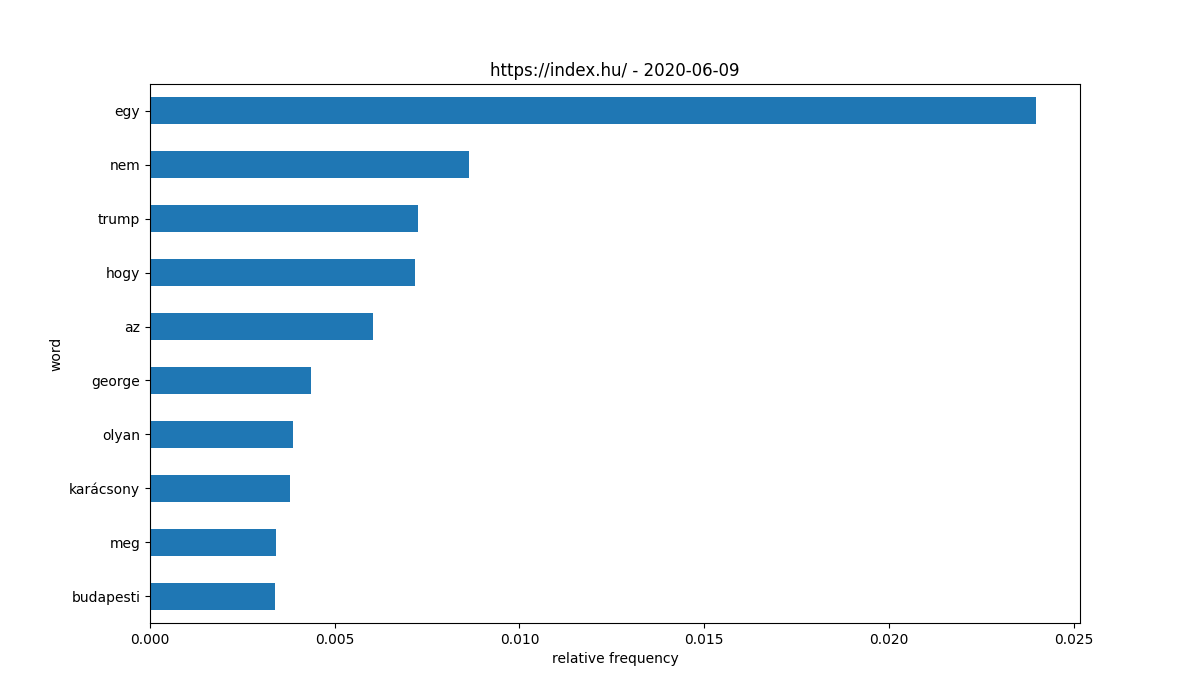 https://index.hu/ - 2020-06-09
egy
nem
trump
hogy
az
george
olyan
karácsony
meg
budapesti
word
0.000 0.005 0.010 0.015 0.020 0.025
relative frequency